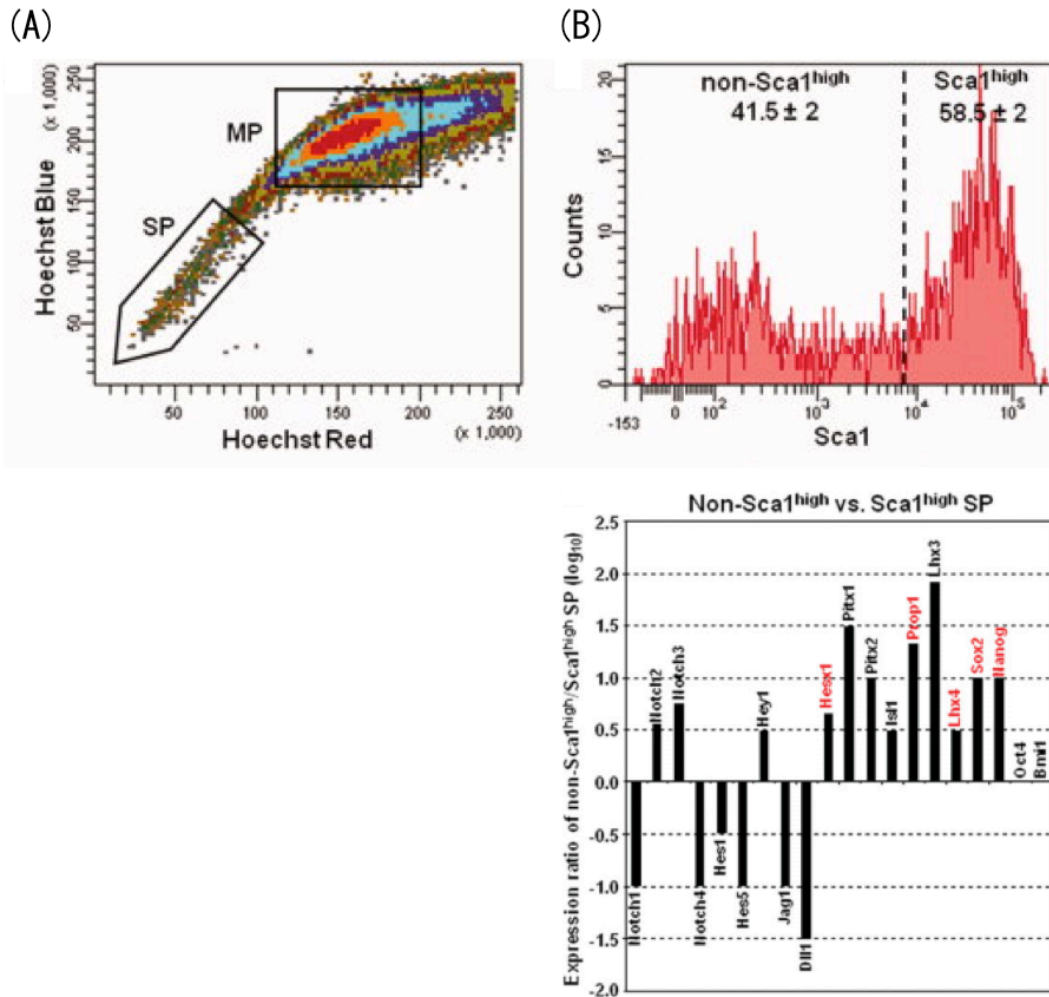 (A)
(B)
(x 1,000)
250
200
150
100
50
Hoechst Blue
MP
SP
50
100
150
200
250
Hoechst Red
(x 1,000)
non-Sca1high
41.5 ± 2
Sca1high
58.5 ± 2
20
15
10
5
0
Counts
-153
0
10²
10³
10⁴
10⁵
Sca1
Non-Sca1high vs. Sca1high SP
Expression ratio of non-Sca1high/Sca1high SP (log10)
2.5
2.0
1.5
1.0
0.5
0.0
-0.5
-1.0
-1.5
-2.0
Notch1
Notch2
Notch3
Notch4
Hes1
Hes5
Hey1
Jag1
Dll1
Hesx1
Pitx1
Pitx2
Isl1
Prop1
Lhx3
Lhx4
Sox2
Nanog
Oct4
Bmi1